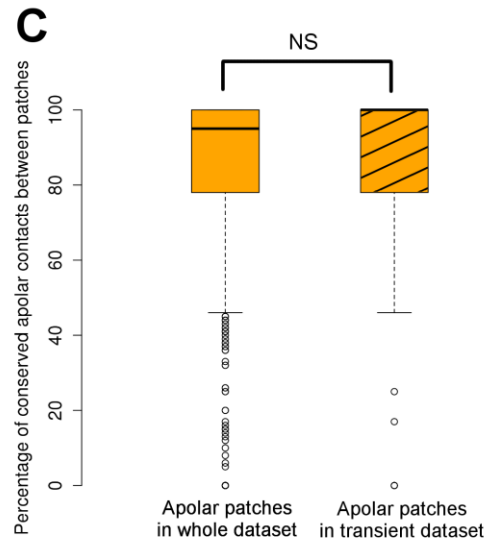 C
NS
Percentage of conserved apolar contacts between patches
100
80
60
40
20
0
Apolar patches
in whole dataset
Apolar patches
in transient dataset